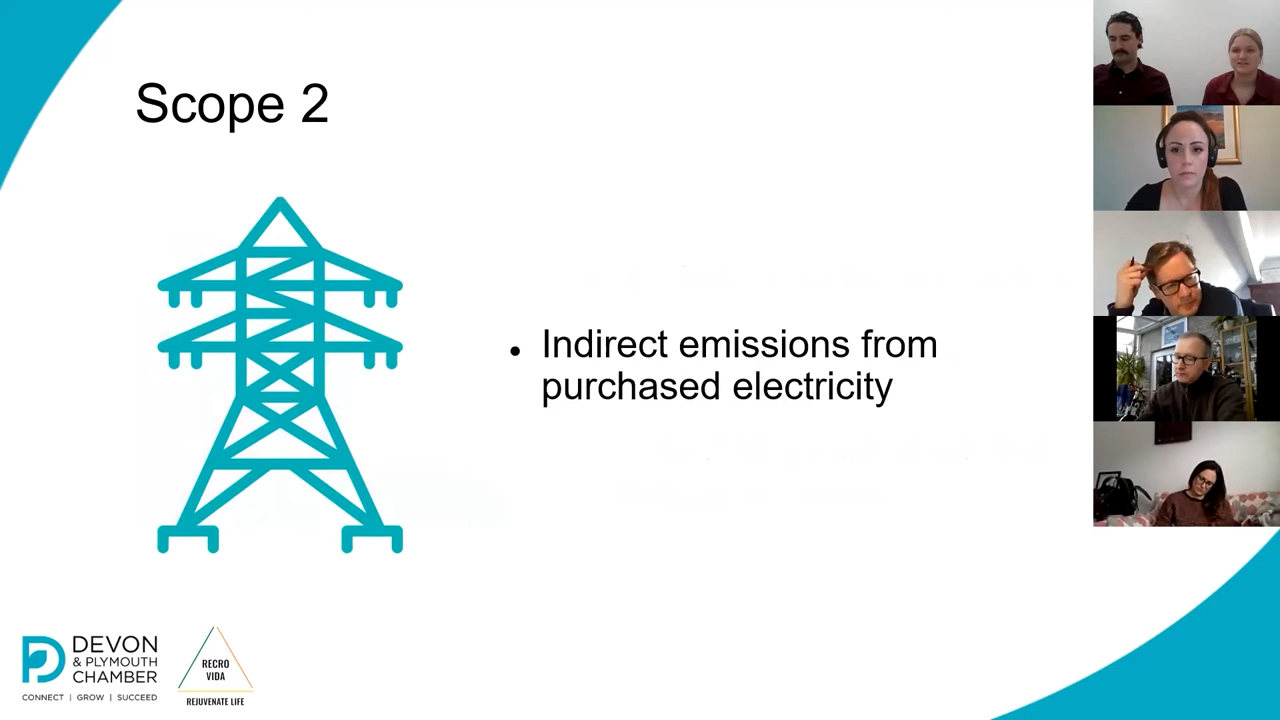 Scope 2
• Indirect emissions from
purchased electricity
DEVON
& PLYMOUTH
CHAMBER
CONNECT | GROW | SUCCEED
RECRO
VIDA
REJUVENATE LIFE